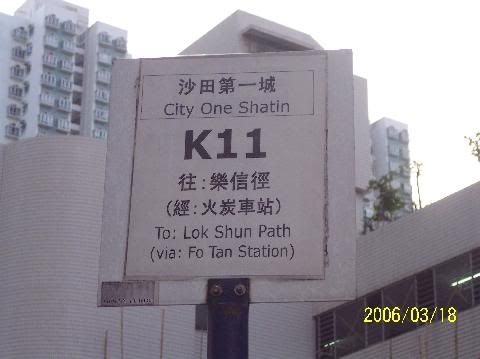 沙田第一城
City One Shatin
K11
往：樂信徑
（經：火炭車站）
To: Lok Shun Path
(via: Fo Tan Station)
2006/03/18